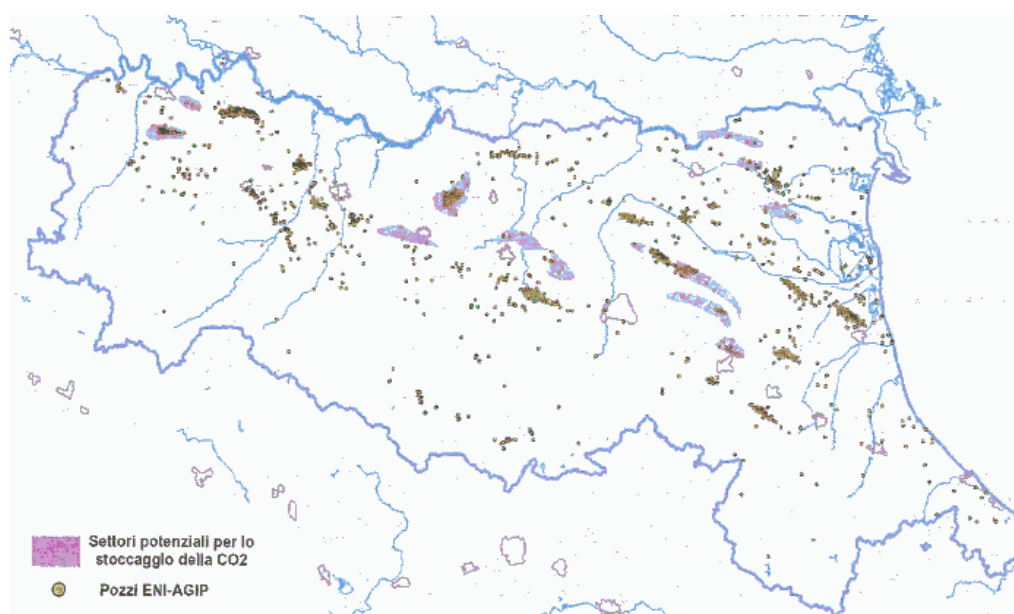 Settori potenziali per lo
stoccaggio della CO2
Pozzi ENI-AGIP